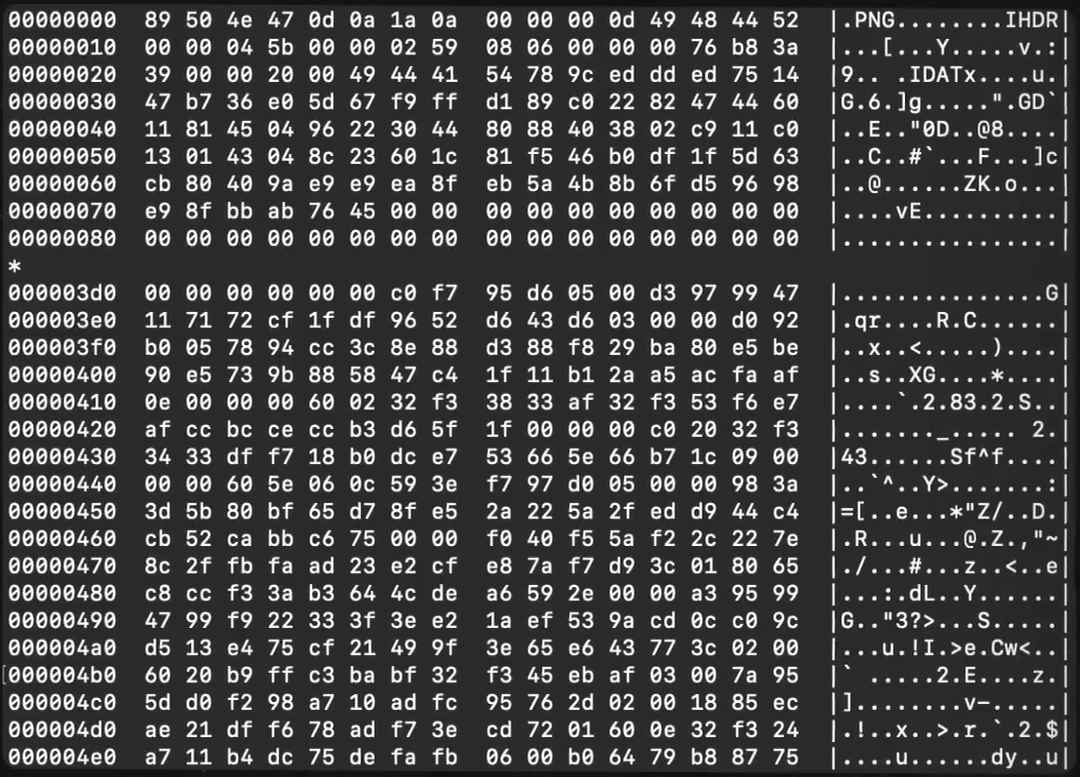 00000000  89 50 4e 47 0d 0a 1a 0a  00 00 00 0d 49 48 44 52  |.PNG........IHDR|
00000010  00 00 04 5b 00 00 02 59  08 06 00 00 00 76 b8 3a  |...[...Y.....v.:|
00000020  39 00 00 20 00 49 44 41  54 78 9c ed dd ed 75 14  |9.. .IDATx....u.|
00000030  47 b7 36 e0 5d 67 f9 ff  d1 89 c0 22 82 47 44 60  |G.6.]g.....".GD`|
00000040  11 81 45 04 96 22 30 44  80 88 40 38 02 c9 11 c0  |..E.."0D..@8....|
00000050  13 01 43 04 8c 23 60 1c  81 f5 46 b0 df 1f 5d 63  |..C..#`...F...]c|
00000060  cb 80 40 9a e9 e9 ea 8f  eb 5a 4b 8b 6f d5 96 98  |..@......ZK.o...|
00000070  e9 8f bb ab 76 45 00 00  00 00 00 00 00 00 00 00  |....vE..........|
00000080  00 00 00 00 00 00 00 00  00 00 00 00 00 00 00 00  |................|
*
000003d0  00 00 00 00 00 00 c0 f7  95 d6 05 00 d3 97 99 47  |...............G|
000003e0  11 71 72 cf 1f df 96 52  d6 43 d6 03 00 00 d0 92  |.qr....R.C......|
000003f0  b0 05 78 94 cc 3c 8e 88  d3 88 f8 29 ba 80 e5 be  |..x..<.....)....|
00000400  90 e5 73 9b 88 58 47 c4  1f 11 b1 2a a5 ac fa af  |..s..XG....*....|
00000410  0e 00 00 00 60 02 32 f3  38 33 af 32 f3 53 f6 e7  |....`.2.83.2.S..|
00000420  af cc bc ce cc b3 d6 5f  1f 00 00 00 c0 20 32 f3  |......._..... 2.|
00000430  34 33 df f7 18 b0 dc e7  53 66 5e 66 b7 1c 09 00  |43......Sf^f....|
00000440  00 00 60 5e 06 0c 59 3e  f7 97 d0 05 00 00 98 3a  |..`^..Y>.......:|
00000450  3d 5b 80 bf 65 d7 8f e5  2a 22 5a 2f ed d9 44 c4  |=[..e...*"Z/..D.|
00000460  cb 52 ca bb c6 75 00 00  f0 40 f5 5a f2 2c 22 7e  |.R...u...@.Z.,"~|
00000470  8c 2f fb fa ad 23 e2 cf  e8 7a f7 d9 3c 01 80 65  |./...#...z..<..e|
00000480  c8 cc f3 3a b3 64 4c de  a6 59 2e 00 00 a3 95 99  |...:.dL..Y......|
00000490  47 99 f9 22 33 3f 3e e2  1a ef 53 9a cd 0c c0 9c  |G.."3?>...S.....|
000004a0  d5 13 e4 75 cf 21 49 9f  3e 65 e6 43 77 3c 02 00  |...u.!I.>e.Cw<..|
000004b0  60 20 b9 ff c3 ba bf 32  f3 45 eb af 03 00 7a 95  |` .....2.E....z.|
000004c0  5d d0 f2 98 a7 10 ad fc  95 76 2d 02 00 18 85 ec  |]........v-.....|
000004d0  ae 21 df f6 78 ad f7 3e  cd 72 01 60 0e 32 f3 24  |.!..x..>.r.`.2.$|
000004e0  a7 11 b4 dc 75 de fa fb  06 00 b0 64 79 b8 87 75  |....u......dy..u|